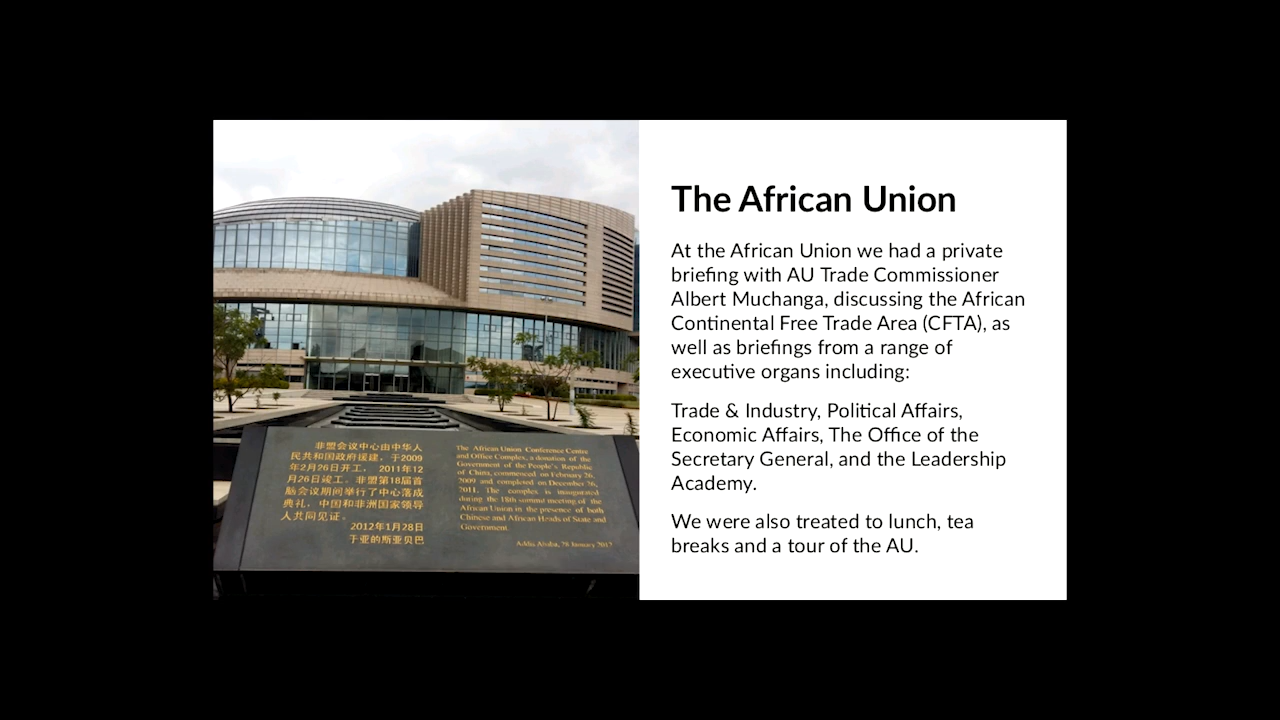 非盟会议中心由中华人
民共和国政府援建，于2009
年2月26日开工， 2011年12
月26日竣工。非盟第18届首
脑会议期间举行了中心落成
典礼，中国和非洲国家领导
人共同见证。
2012年1月28日
于亚的斯亚贝巴
The African Union Conference Centre
and Office Complex, a donation of the
Government of the People's Republic
of China, commenced on February 26,
2009 and completed on December 26,
2011. The complex is inaugurated
during the 18th summit meeting of the
African Union in the presence of both
Chinese and African Heads of State and
Government.
Addis Ababa, 28 January 2012
The African Union
At the African Union we had a private
briefing with AU Trade Commissioner
Albert Muchanga, discussing the African
Continental Free Trade Area (CFTA), as
well as briefings from a range of
executive organs including:
Trade & Industry, Political Affairs,
Economic Affairs, The Office of the
Secretary General, and the Leadership
Academy.
We were also treated to lunch, tea
breaks and a tour of the AU.